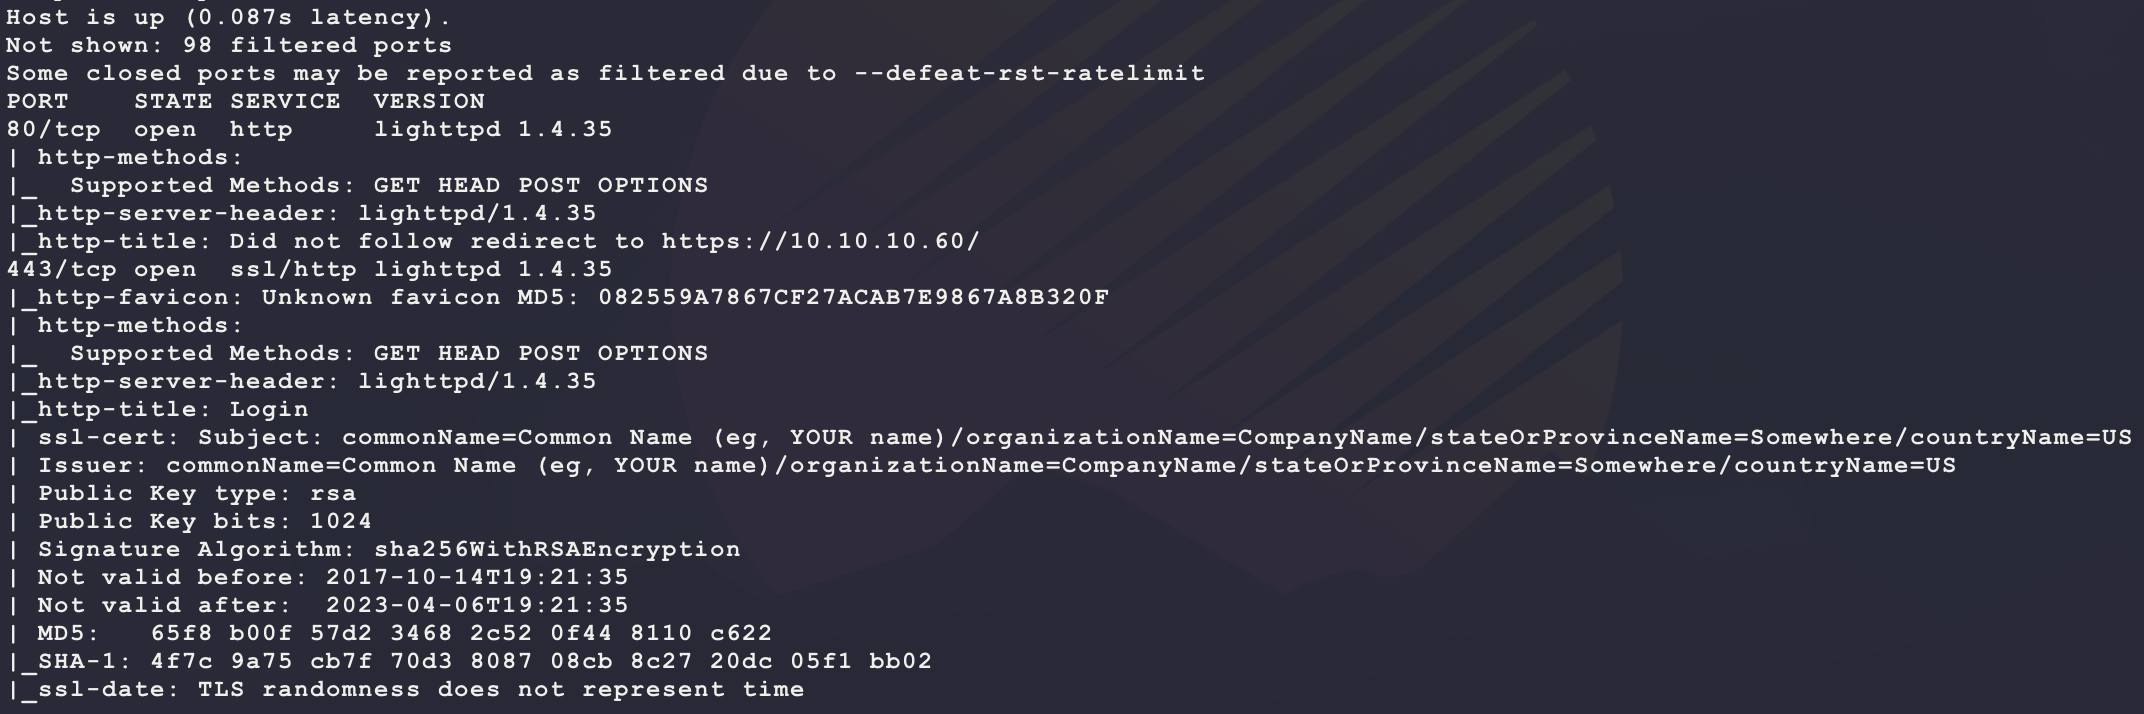 Host is up (0.087s latency).
Not shown: 98 filtered ports
Some closed ports may be reported as filtered due to --defeat-rst-ratelimit
PORT    STATE SERVICE  VERSION
80/tcp  open  http     lighttpd 1.4.35
| http-methods:
|_  Supported Methods: GET HEAD POST OPTIONS
|_http-server-header: lighttpd/1.4.35
|_http-title: Did not follow redirect to https://10.10.10.60/
443/tcp open  ssl/http lighttpd 1.4.35
|_http-favicon: Unknown favicon MD5: 082559A7867CF27ACAB7E9867A8B320F
| http-methods:
|_  Supported Methods: GET HEAD POST OPTIONS
|_http-server-header: lighttpd/1.4.35
|_http-title: Login
| ssl-cert: Subject: commonName=Common Name (eg, YOUR name)/organizationName=CompanyName/stateOrProvinceName=Somewhere/countryName=US
| Issuer: commonName=Common Name (eg, YOUR name)/organizationName=CompanyName/stateOrProvinceName=Somewhere/countryName=US
| Public Key type: rsa
| Public Key bits: 1024
| Signature Algorithm: sha256WithRSAEncryption
| Not valid before: 2017-10-14T19:21:35
| Not valid after:  2023-04-06T19:21:35
| MD5:   65f8 b00f 57d2 3468 2c52 0f44 8110 c622
|_SHA-1: 4f7c 9a75 cb7f 70d3 8087 08cb 8c27 20dc 05f1 bb02
|_ssl-date: TLS randomness does not represent time